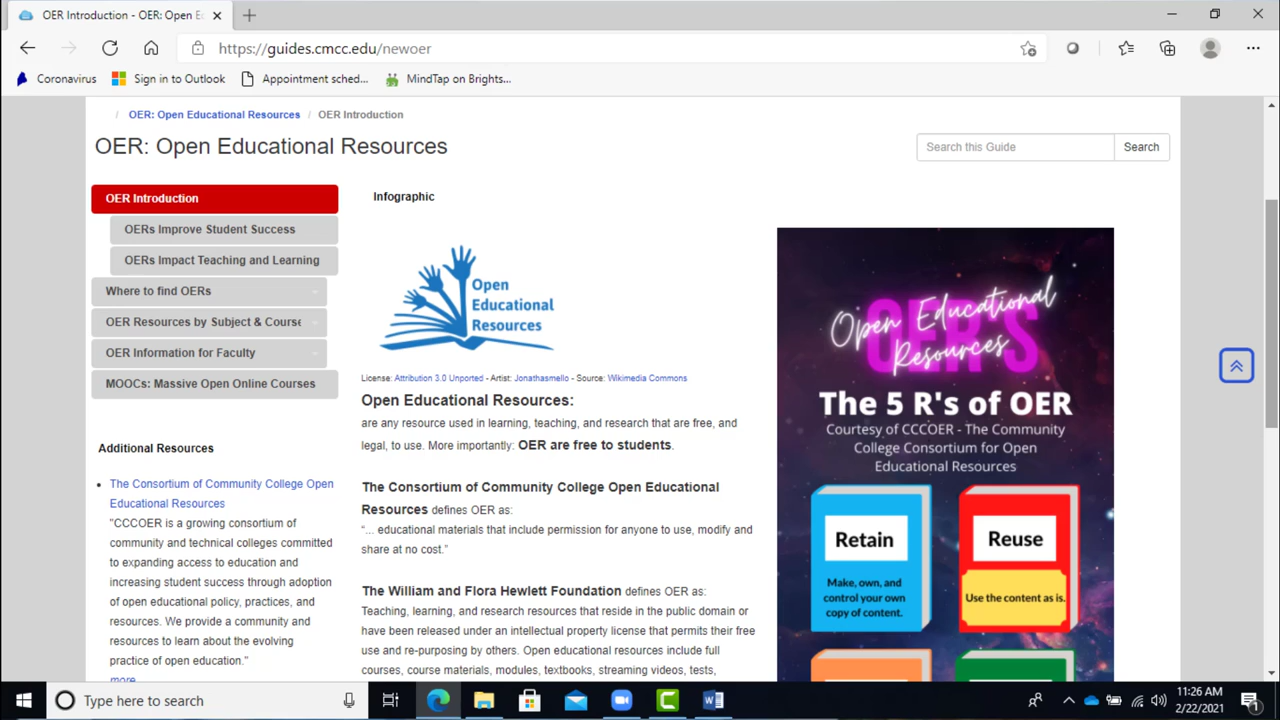 OER Introduction - OER: Open E
https://guides.cmcc.edu/newoer
Coronavirus
Sign in to Outlook
Appointment sched...
MindTap on Brights...
/ OER: Open Educational Resources / OER Introduction
OER: Open Educational Resources
Search this Guide
Search
OER Introduction
OERs Improve Student Success
OERs Impact Teaching and Learning
Where to find OERs
OER Resources by Subject & Course
OER Information for Faculty
MOOCs: Massive Open Online Courses
Additional Resources
• The Consortium of Community College Open
Educational Resources
"CCCOER is a growing consortium of
community and technical colleges committed
to expanding access to education and
increasing student success through adoption
of open educational policy, practices, and
resources. We provide a community and
resources to learn about the evolving
practice of open education."
more
Infographic
Open
Educational
Resources
License: Attribution 3.0 Unported - Artist: Jonathasmello - Source: Wikimedia Commons
Open Educational Resources:
are any resource used in learning, teaching, and research that are free, and
legal, to use. More importantly: OER are free to students.
The Consortium of Community College Open Educational
Resources defines OER as:
“... educational materials that include permission for anyone to use, modify and
share at no cost.”
The William and Flora Hewlett Foundation defines OER as:
Teaching, learning, and research resources that reside in the public domain or
have been released under an intellectual property license that permits their free
use and re-purposing by others. Open educational resources include full
courses, course materials, modules, textbooks, streaming videos, tests,
OER'S
Open Educational
Resources
The 5 R's of OER
Courtesy of CCCOER - The Community
College Consortium for Open
Educational Resources
Retain
Make, own, and
control your own
copy of content.
Reuse
Use the content as is.
Type here to search
11:26 AM
2/22/2021
1